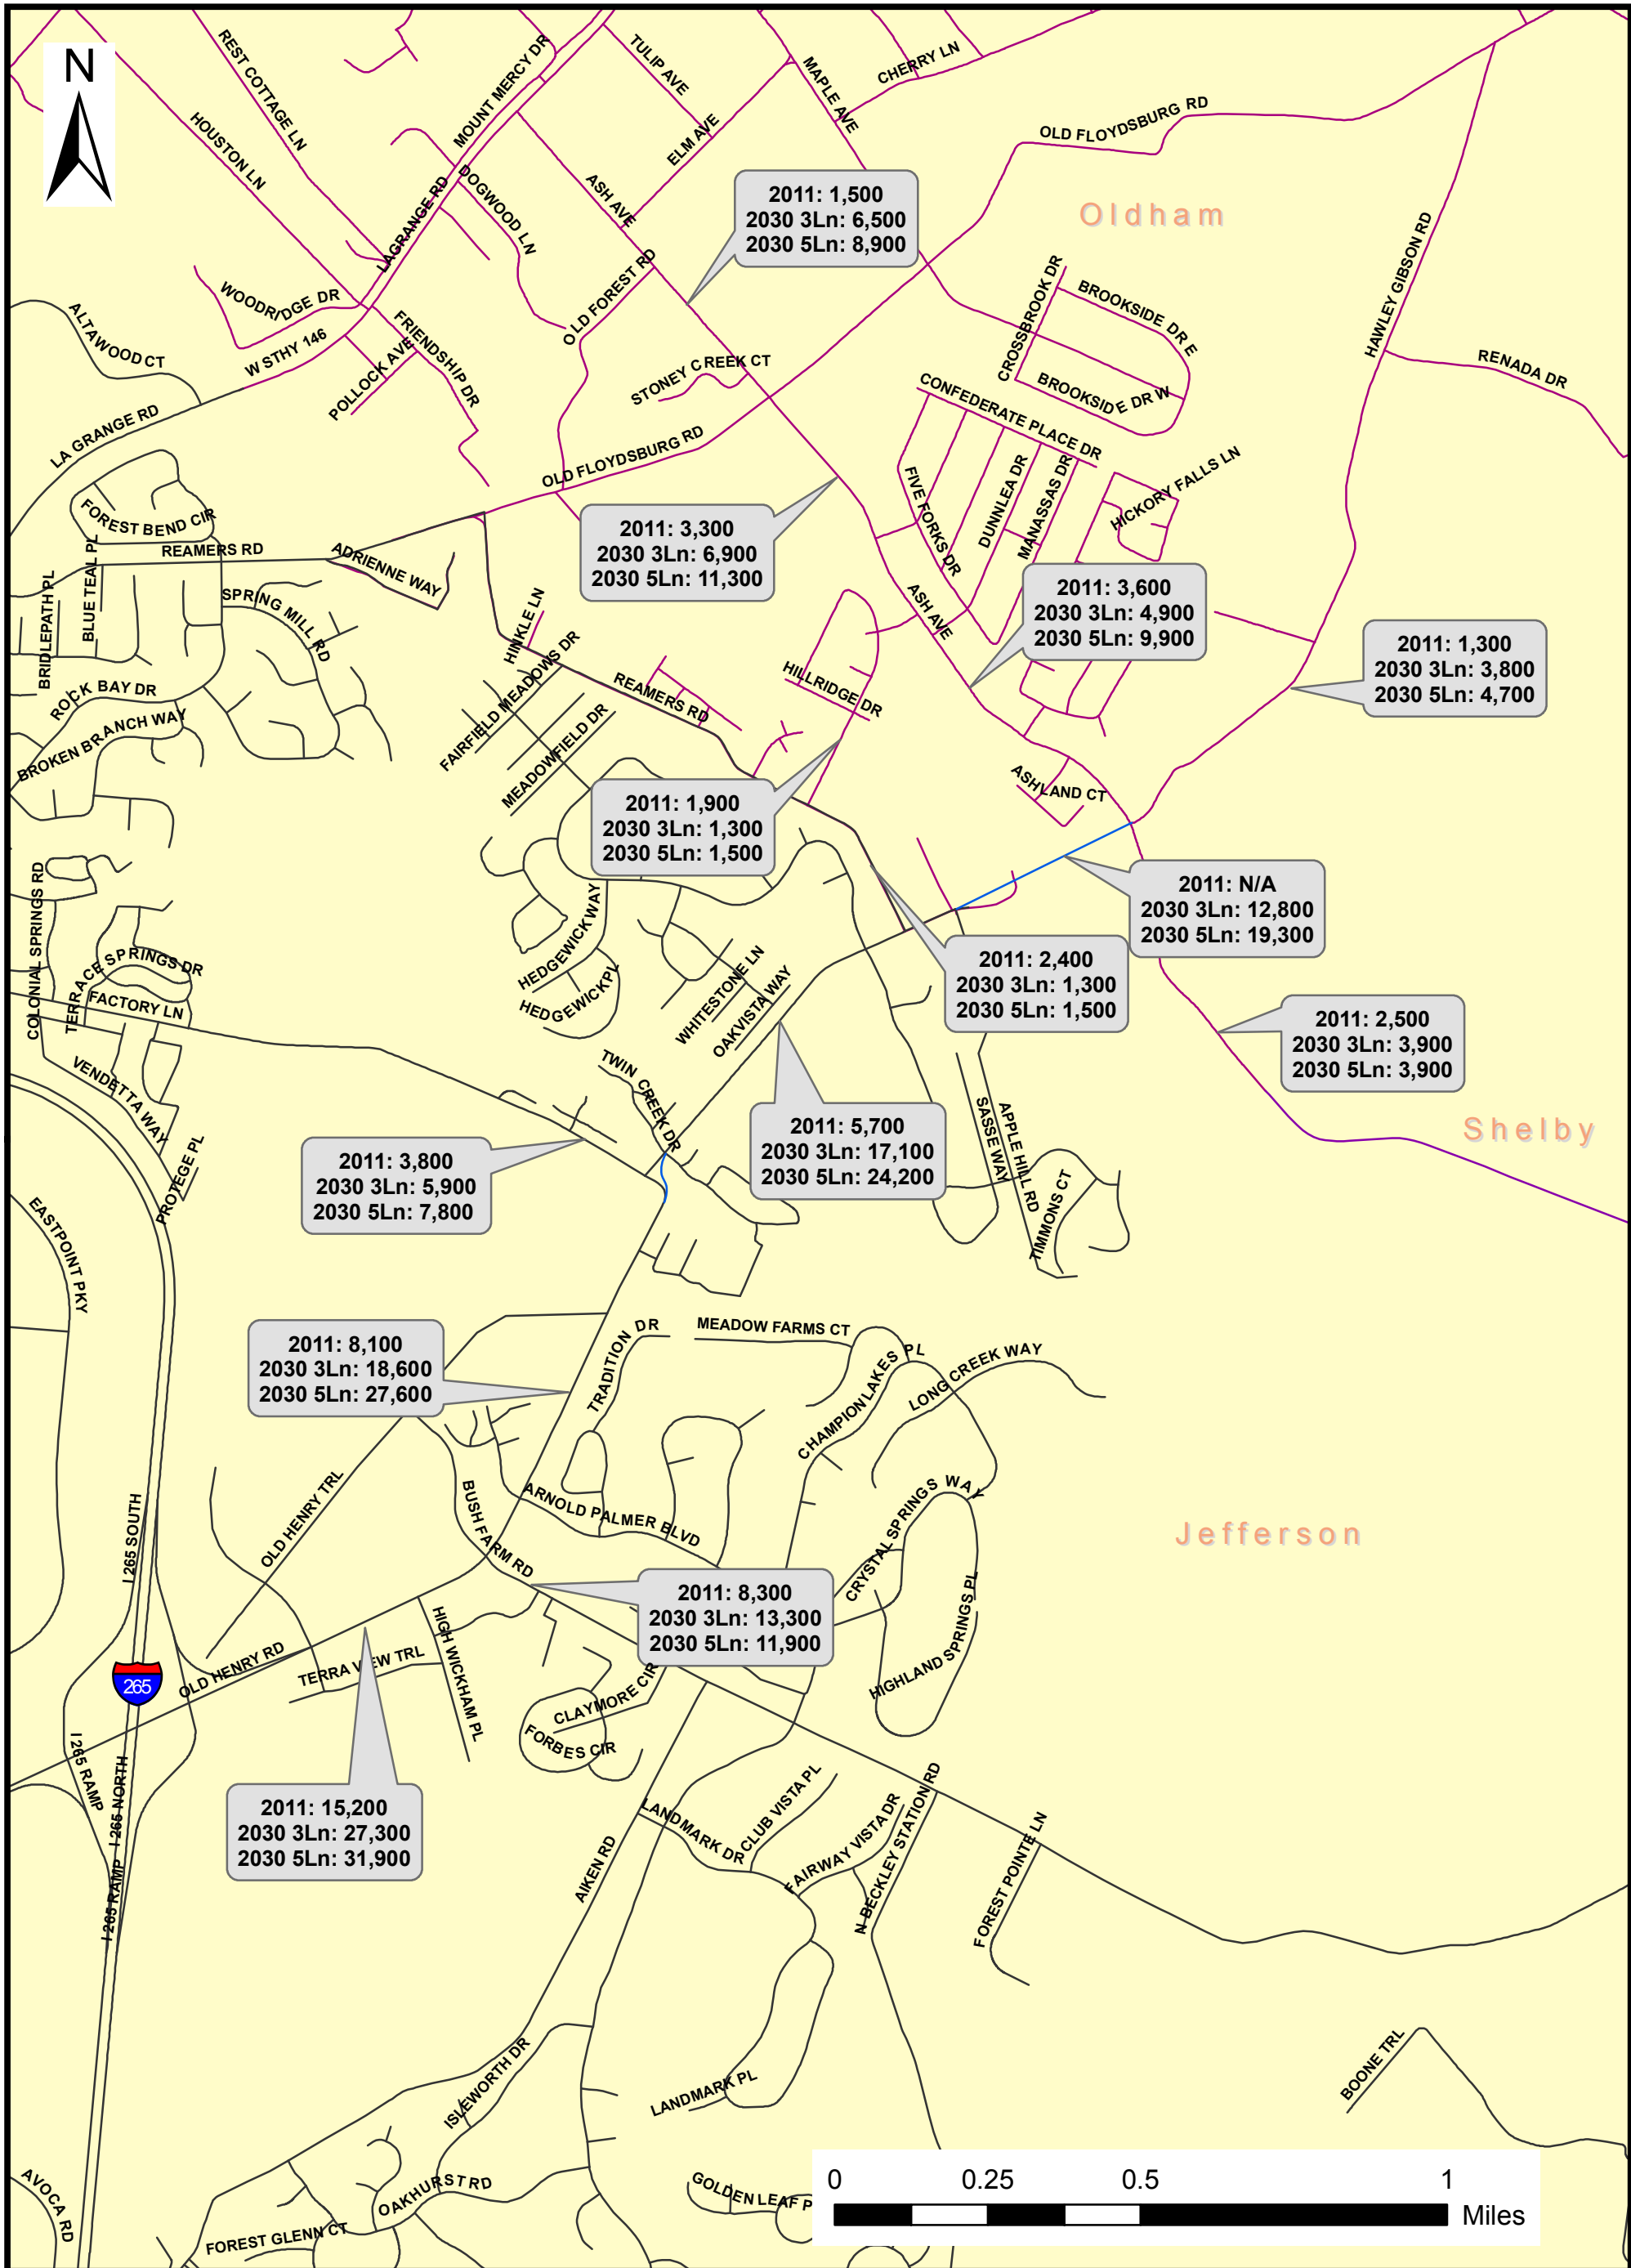 N
REST COTTAGE LN
HOUSTON LN
MOUNT MERCY DR
TULIP AVE
MAPLE AVE
CHERRY LN
ELM AVE
OLD FLOYDSBURG RD
LAGRANGE RD
DOGWOOD LN
ASH AVE
2011: 1,500
2030 3Ln: 6,500
2030 5Ln: 8,900
Oldham
HAWLEY GIBSON RD
WOODRIDGE DR
ALTAWOOD CT
W STHY 146
FRIENDSHIP DR
POLLOCK AVE
OLD FOREST RD
STONEY CREEK CT
CROSSBROOK DR
BROOKSIDE DR E
BROOKSIDE DR W
RENADA DR
LA GRANGE RD
OLD FLOYDSBURG RD
CONFEDERATE PLACE DR
FIVE FORKS DR
DUNNLEA DR
MANASSAS DR
HICKORY FALLS LN
FOREST BEND CIR
REAMERS RD
ADRIENNE WAY
2011: 3,300
2030 3Ln: 6,900
2030 5Ln: 11,300
BRIDLEPATH PL
BLUE TEAL PL
SPRING MILL RD
HINKLE LN
ASH AVE
2011: 3,600
2030 3Ln: 4,900
2030 5Ln: 9,900
2011: 1,300
2030 3Ln: 3,800
2030 5Ln: 4,700
ROCK BAY DR
BROKEN BRANCH WAY
FAIRFIELD MEADOWS DR
MEADOWFIELD DR
REAMERS RD
HILLRIDGE DR
ASHLAND CT
2011: 1,900
2030 3Ln: 1,300
2030 5Ln: 1,500
2011: N/A
2030 3Ln: 12,800
2030 5Ln: 19,300
COLONIAL SPRINGS RD
TERRACE SPRINGS DR
FACTORY LN
VENDETTA WAY
HEDGEWICK WAY
HEDGEWICK PL
WHITESTONE LN
OAKVISTA WAY
2011: 2,400
2030 3Ln: 1,300
2030 5Ln: 1,500
2011: 2,500
2030 3Ln: 3,900
2030 5Ln: 3,900
TWIN CREEK DR
SASSE WAY
APPLE HILL RD
TIMMONS CT
Shelby
2011: 5,700
2030 3Ln: 17,100
2030 5Ln: 24,200
2011: 3,800
2030 3Ln: 5,900
2030 5Ln: 7,800
PROTEGE PL
EASTPOINT PKY
2011: 8,100
2030 3Ln: 18,600
2030 5Ln: 27,600
TRADITION DR
MEADOW FARMS CT
CHAMPION LAKES PL
LONG CREEK WAY
I 265 SOUTH
OLD HENRY TRL
BUSH FARM RD
ARNOLD PALMER BLVD
CRYSTAL SPRINGS WAY
Jefferson
2011: 8,300
2030 3Ln: 13,300
2030 5Ln: 11,900
HIGHLAND SPRINGS PL
265
OLD HENRY RD
TERRA VIEW TRL
HIGH WICKHAM PL
CLAYMORE CIR
FORBES CIR
I 265 RAMP
I 265 NORTH
I 265 RAMP
2011: 15,200
2030 3Ln: 27,300
2030 5Ln: 31,900
AIKEN RD
LANDMARK DR
CLUB VISTA PL
FAIRWAY VISTA DR
N BECKLEY STATION RD
FOREST POINTE LN
ISLEWORTH DR
LANDMARK PL
BOONE TRL
AVOCA RD
OAKHURST RD
FOREST GLENN CT
GOLDEN LEAF P
0 0.25 0.5 1
Miles